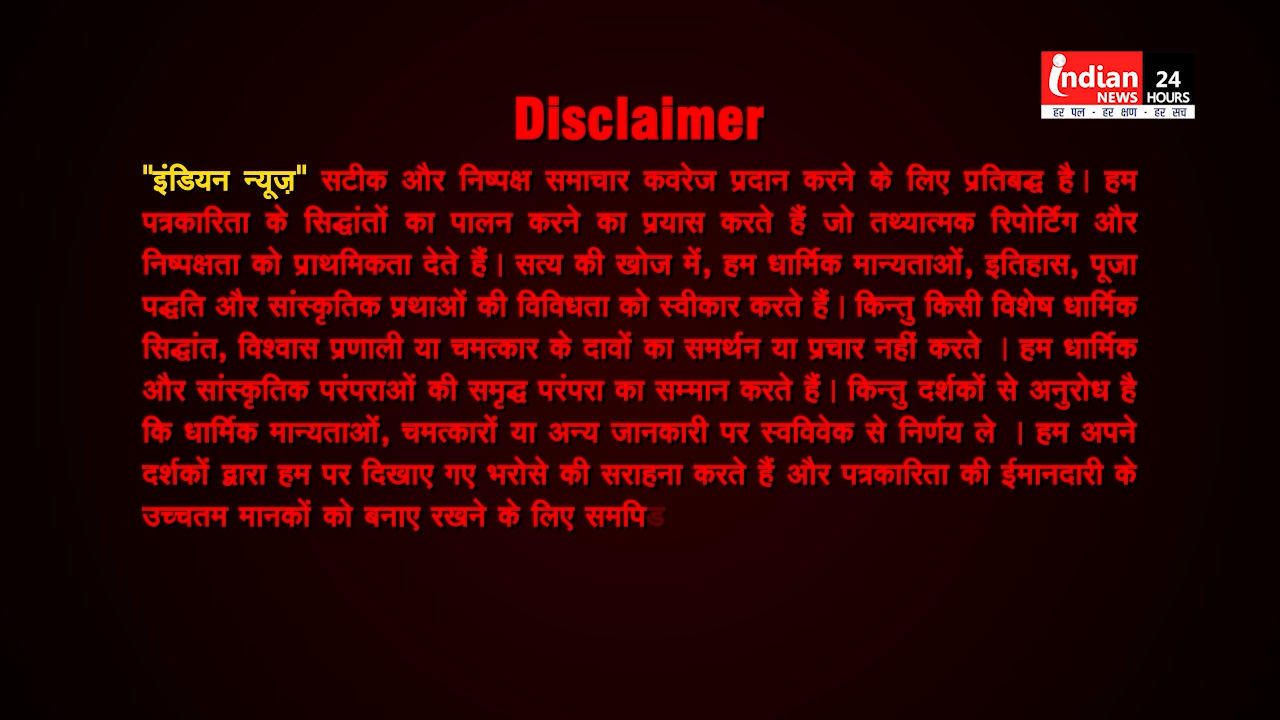 indian
NEWS
24
HOURS
हर पल - हर क्षण - हर सच
Disclaimer
"इंडियन न्यूज़" सटीक और निष्पक्ष समाचार कवरेज प्रदान करने के लिए प्रतिबद्ध है। हम
पत्रकारिता के सिद्धांतों का पालन करने का प्रयास करते हैं जो तथ्यात्मक रिपोर्टिंग और
निष्पक्षता को प्राथमिकता देते हैं। सत्य की खोज में, हम धार्मिक मान्यताओं, इतिहास, पूजा
पद्धति और सांस्कृतिक प्रथाओं की विविधता को स्वीकार करते हैं। किन्तु किसी विशेष धार्मिक
सिद्धांत, विश्वास प्रणाली या चमत्कार के दावों का समर्थन या प्रचार नहीं करते । हम धार्मिक
और सांस्कृतिक परंपराओं की समृद्ध परंपरा का सम्मान करते हैं। किन्तु दर्शकों से अनुरोध है
कि धार्मिक मान्यताओं, चमत्कारों या अन्य जानकारी पर स्वविवेक से निर्णय ले । हम अपने
दर्शकों द्वारा हम पर दिखाए गए भरोसे की सराहना करते हैं और पत्रकारिता की ईमानदारी के
उच्चतम मानकों को बनाए रखने के लिए समपि